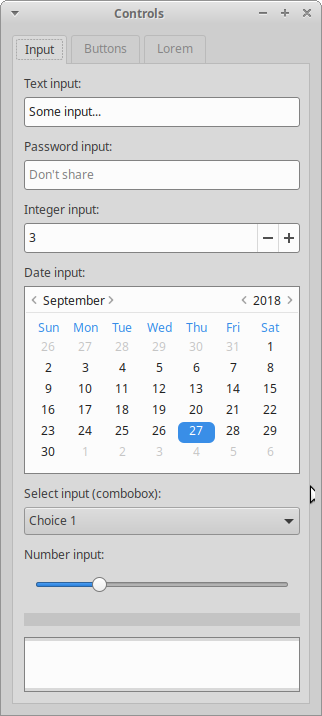 Controls
Input Buttons Lorem
Text input:
Some input...
Password input:
Don't share
Integer input:
3
Date input:
September 2018
Sun Mon Tue Wed Thu Fri Sat
26 27 28 29 30 31 1
2 3 4 5 6 7 8
9 10 11 12 13 14 15
16 17 18 19 20 21 22
23 24 25 26 27 28 29
30 1 2 3 4 5 6
Select input (combobox):
Choice 1
Number input: